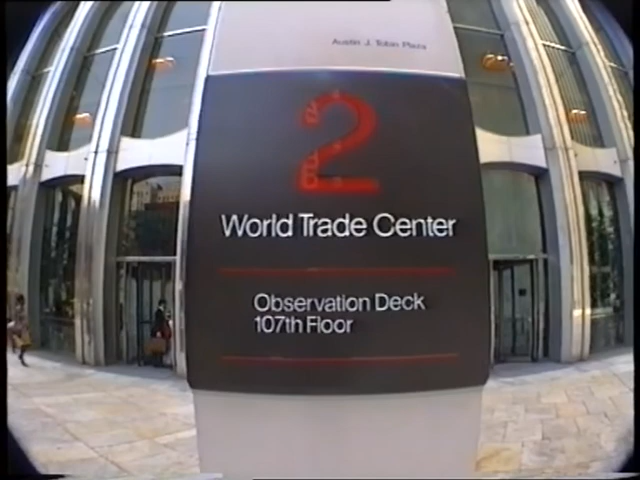 Austin J. Tobin Plaza
2
World Trade Center
Observation Deck
107th Floor